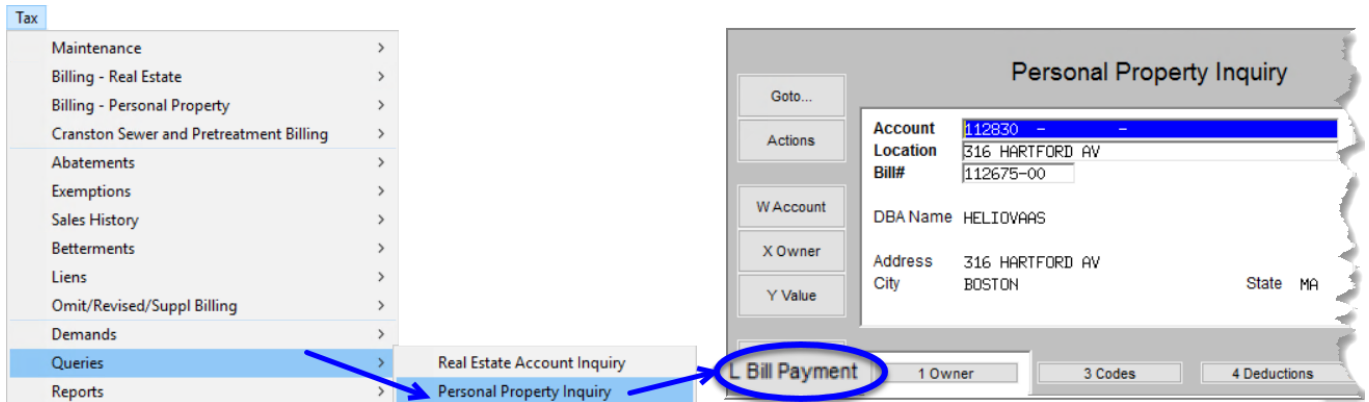 Tax
Maintenance
Billing - Real Estate
Billing - Personal Property
Cranston Sewer and Pretreatment Billing
Abatements
Exemptions
Sales History
Betterments
Liens
Omit/Revised/Suppl Billing
Demands
Queries
Reports
Real Estate Account Inquiry
Personal Property Inquiry
Personal Property Inquiry
Goto...
Actions
W Account
X Owner
Y Value
L Bill Payment
Account 112830 - -
Location 316 HARTFORD AV
Bill# 112675-00
DBA Name HELIOVAAS
Address 316 HARTFORD AV
City BOSTON State MA
1 Owner 3 Codes 4 Deductions